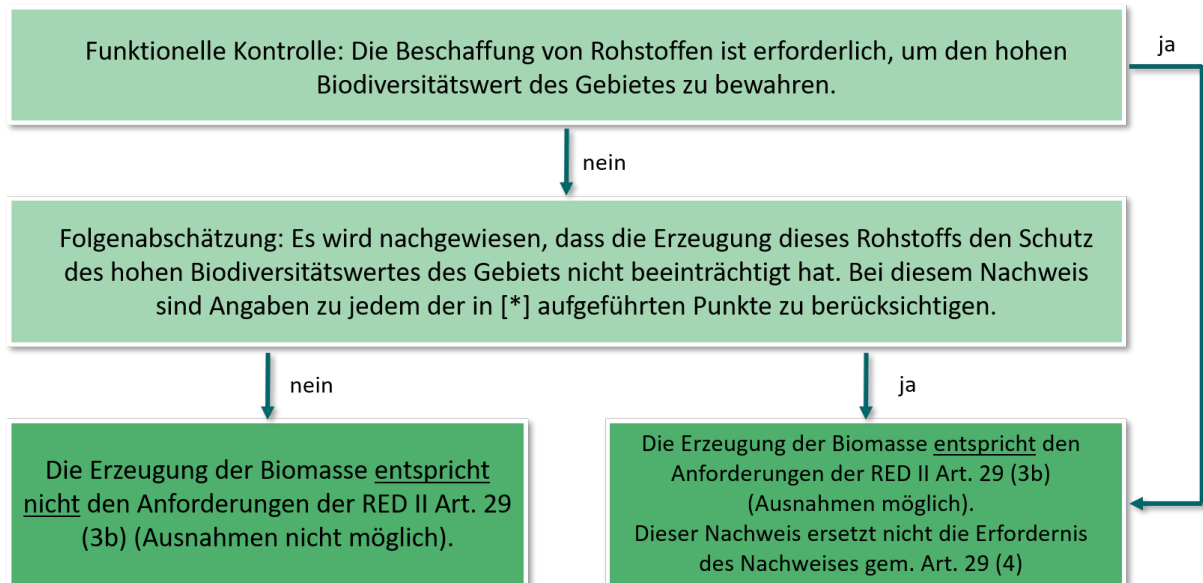 Funktionelle Kontrolle: Die Beschaffung von Rohstoffen ist erforderlich, um den hohen
Biodiversitätswert des Gebietes zu bewahren.
ja
nein
Folgenabschätzung: Es wird nachgewiesen, dass die Erzeugung dieses Rohstoffs den Schutz
des hohen Biodiversitätswertes des Gebiets nicht beeinträchtigt hat. Bei diesem Nachweis
sind Angaben zu jedem der in [*] aufgeführten Punkte zu berücksichtigen.
nein
ja
Die Erzeugung der Biomasse entspricht
nicht den Anforderungen der RED II Art. 29
(3b) (Ausnahmen nicht möglich).
Die Erzeugung der Biomasse entspricht den
Anforderungen der RED II Art. 29 (3b)
(Ausnahmen möglich).
Dieser Nachweis ersetzt nicht die Erfordernis
des Nachweises gem. Art. 29 (4)